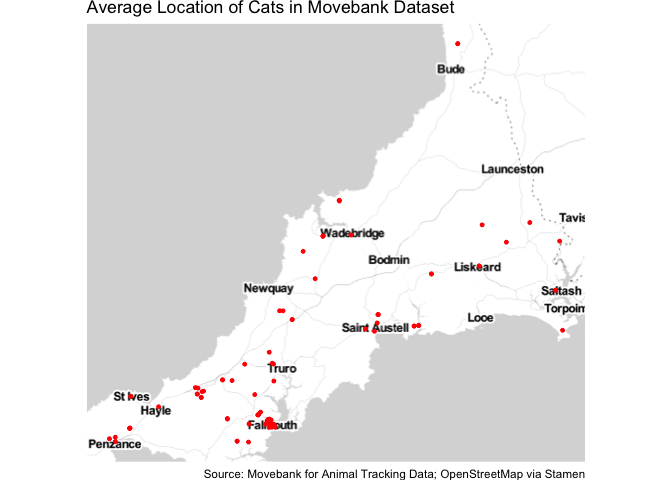 Average Location of Cats in Movebank Dataset
Bude
Launceston
Tavis
Wadebridge
Bodmin
Liskeard
Newquay
Saltash
Torpoin
Looe
Saint Austell
Truro
St Ives
Hayle
Falmouth
Penzance
Source: Movebank for Animal Tracking Data; OpenStreetMap via Stamen